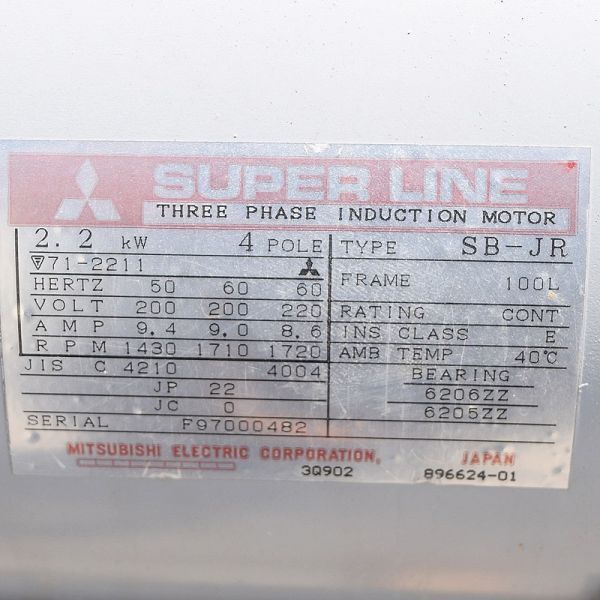 SUPER LINE
THREE PHASE INDUCTION MOTOR
2.2 kW 4 POLE
71-2211
HERTZ 50 60 60
VOLT 200 200 220
AMP 9.4 9.0 8.6
RPM 1430 1710 1720
JIS C 4210 4004
JP 22
JC 0
SERIAL F97000482
TYPE SB-JR
FRAME 100L
RATING CONT
INS CLASS E
AMB TEMP 40℃
BEARING
6206ZZ
6205ZZ
MITSUBISHI ELECTRIC CORPORATION, JAPAN
3Q902 896624-01